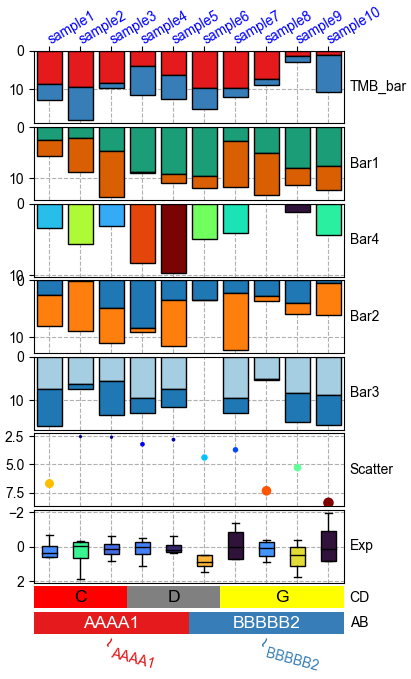 sample1 sample2 sample3 sample4 sample5 sample6 sample7 sample8 sample9 sample10
0
10
TMB_bar
0
10
Bar1
0
10
Bar4
0
10
Bar2
0
10
Bar3
2.5
5.0
7.5
Scatter
−2
0
2
Exp
C D G CD
AAAA1 BBBBB2 AB
AAAA1 BBBBB2